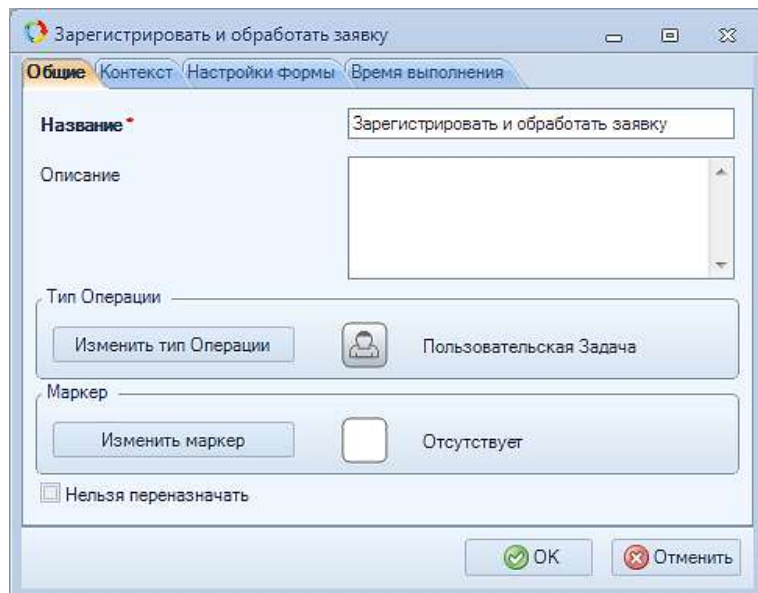 Зарегистрировать и обработать заявку
Общие Контекст Настройки формы Время выполнения
Название* Зарегистрировать и обработать заявку
Описание
Тип Операции
Изменить тип Операции Пользовательская Задача
Маркер
Изменить маркер Отсутствует
Нельзя переназначать
OK Отменить